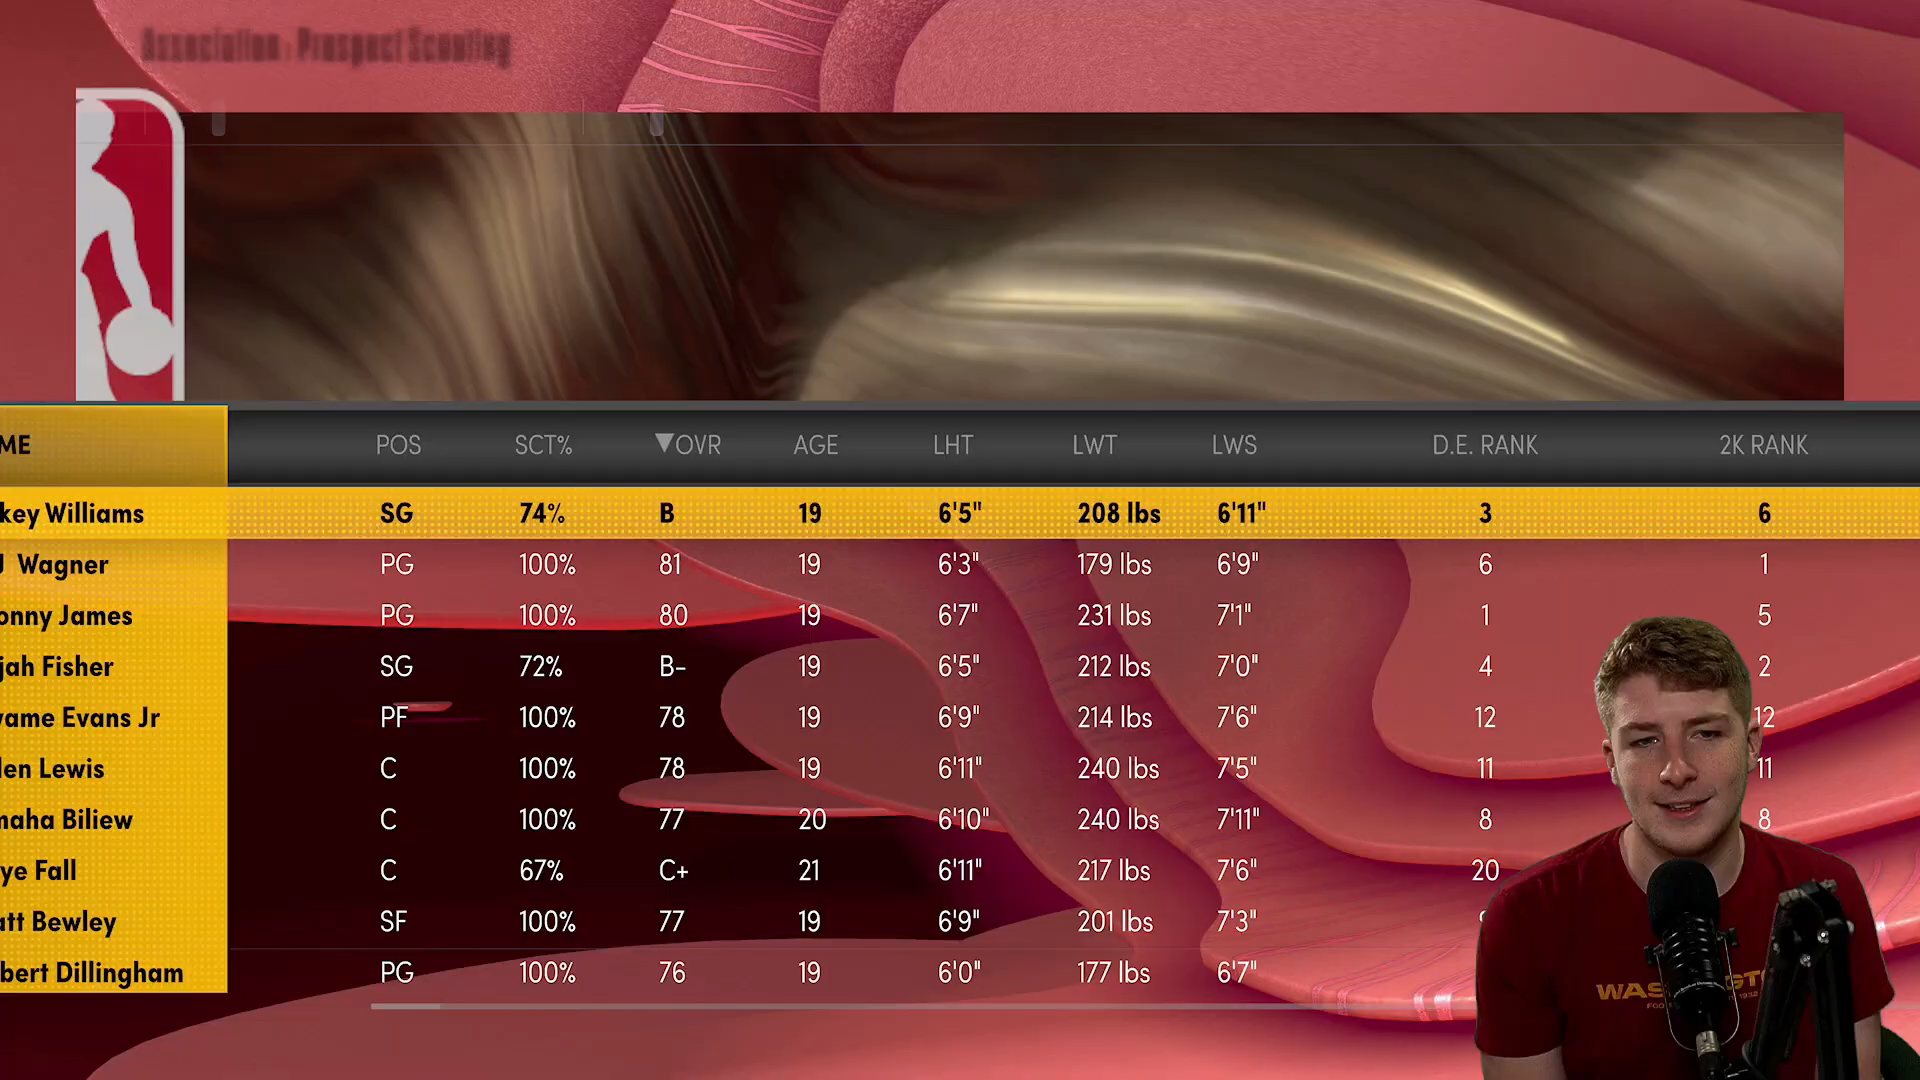 Association : Prospect Scouting
ME POS SCT% ▼OVR AGE LHT LWT LWS D.E. RANK 2K RANK
key Williams SG 74% B 19 6'5" 208 lbs 6'11" 3 6
J Wagner PG 100% 81 19 6'3" 179 lbs 6'9" 6 1
onny James PG 100% 80 19 6'7" 231 lbs 7'1" 1 5
jah Fisher SG 72% B- 19 6'5" 212 lbs 7'0" 4 2
wame Evans Jr PF 100% 78 19 6'9" 214 lbs 7'6" 12 12
len Lewis C 100% 78 19 6'11" 240 lbs 7'5" 11 11
maha Biliew C 100% 77 20 6'10" 240 lbs 7'11" 8 8
ye Fall C 67% C+ 21 6'11" 217 lbs 7'6" 20
att Bewley SF 100% 77 19 6'9" 201 lbs 7'3"
bert Dillingham PG 100% 76 19 6'0" 177 lbs 6'7"
1932